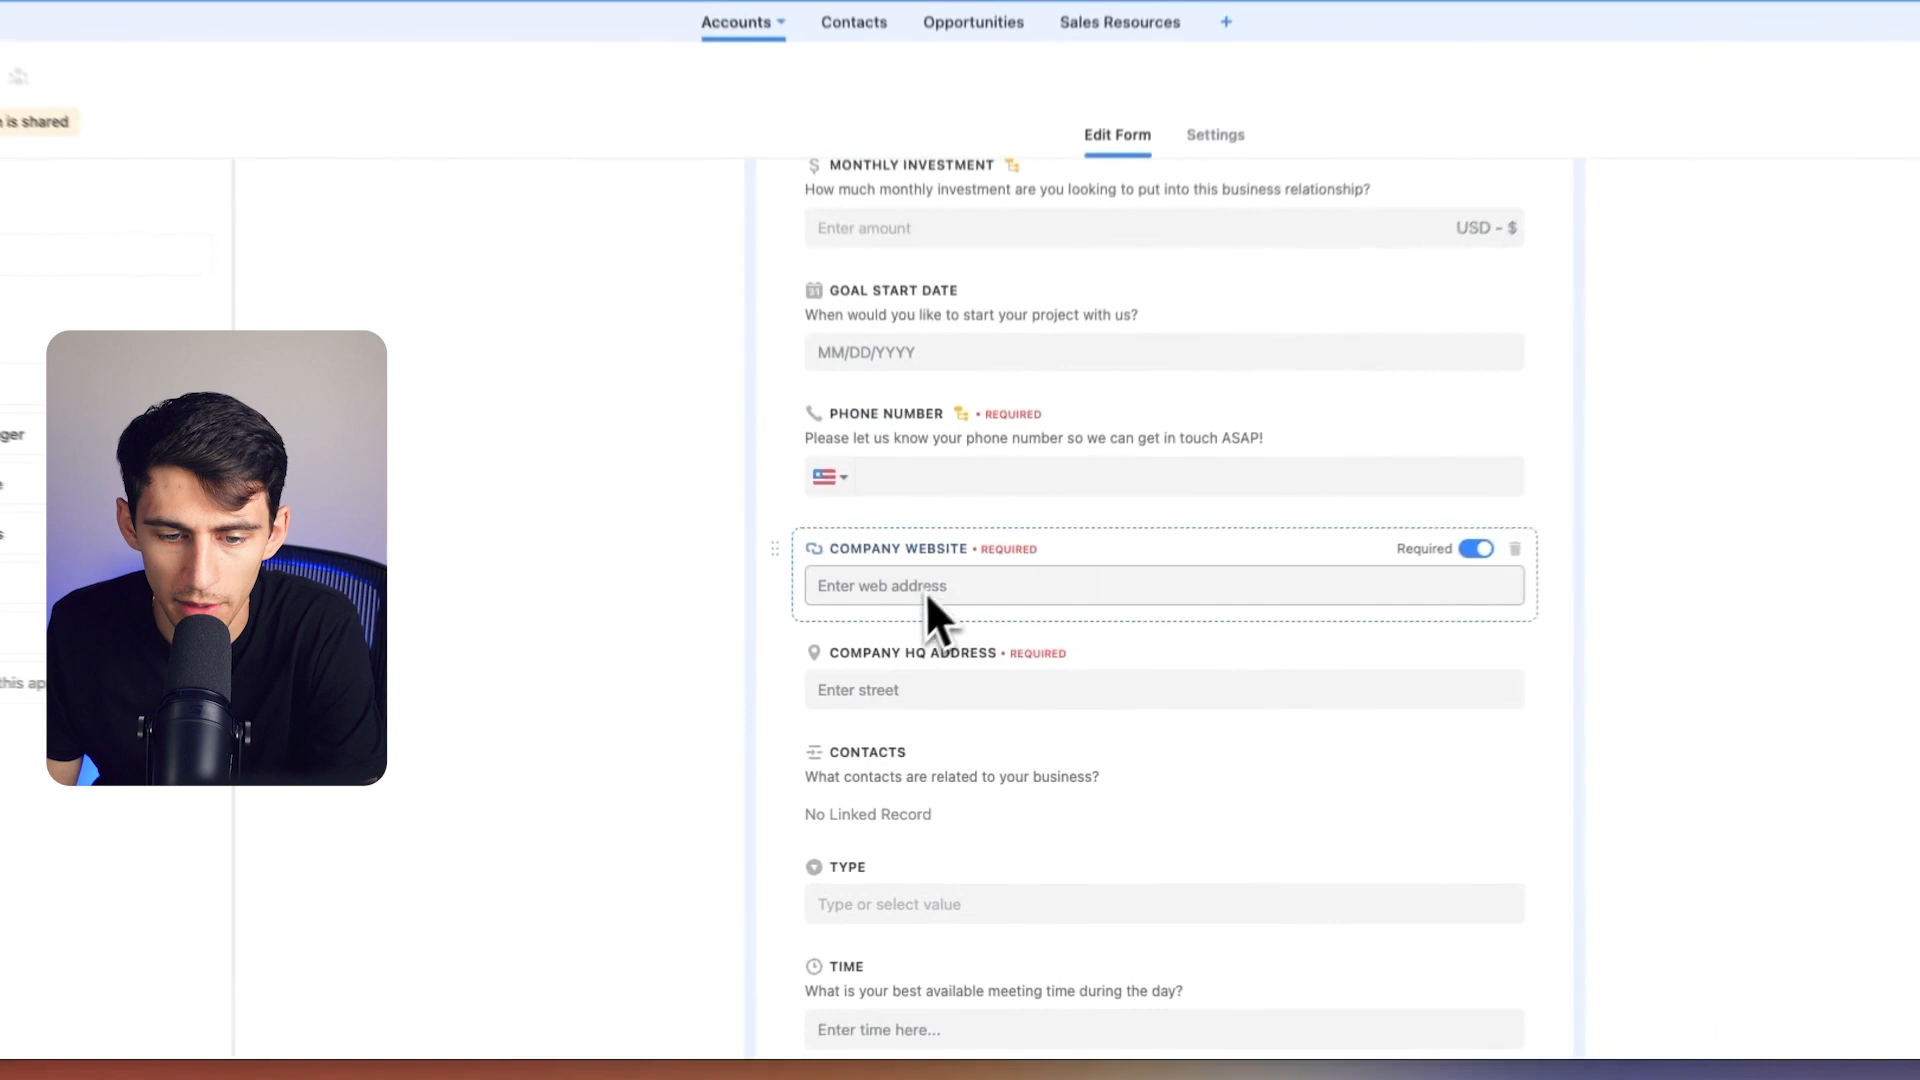 Accounts Contacts Opportunities Sales Resources +
is shared
Edit Form Settings
MONTHLY INVESTMENT
How much monthly investment are you looking to put into this business relationship?
Enter amount USD - $
31 GOAL START DATE
When would you like to start your project with us?
MM/DD/YYYY
PHONE NUMBER • REQUIRED
Please let us know your phone number so we can get in touch ASAP!
COMPANY WEBSITE • REQUIRED Required
Enter web address
COMPANY HQ ADDRESS • REQUIRED
Enter street
CONTACTS
What contacts are related to your business?
No Linked Record
TYPE
Type or select value
TIME
What is your best available meeting time during the day?
Enter time here...
ger
e
s
this ap